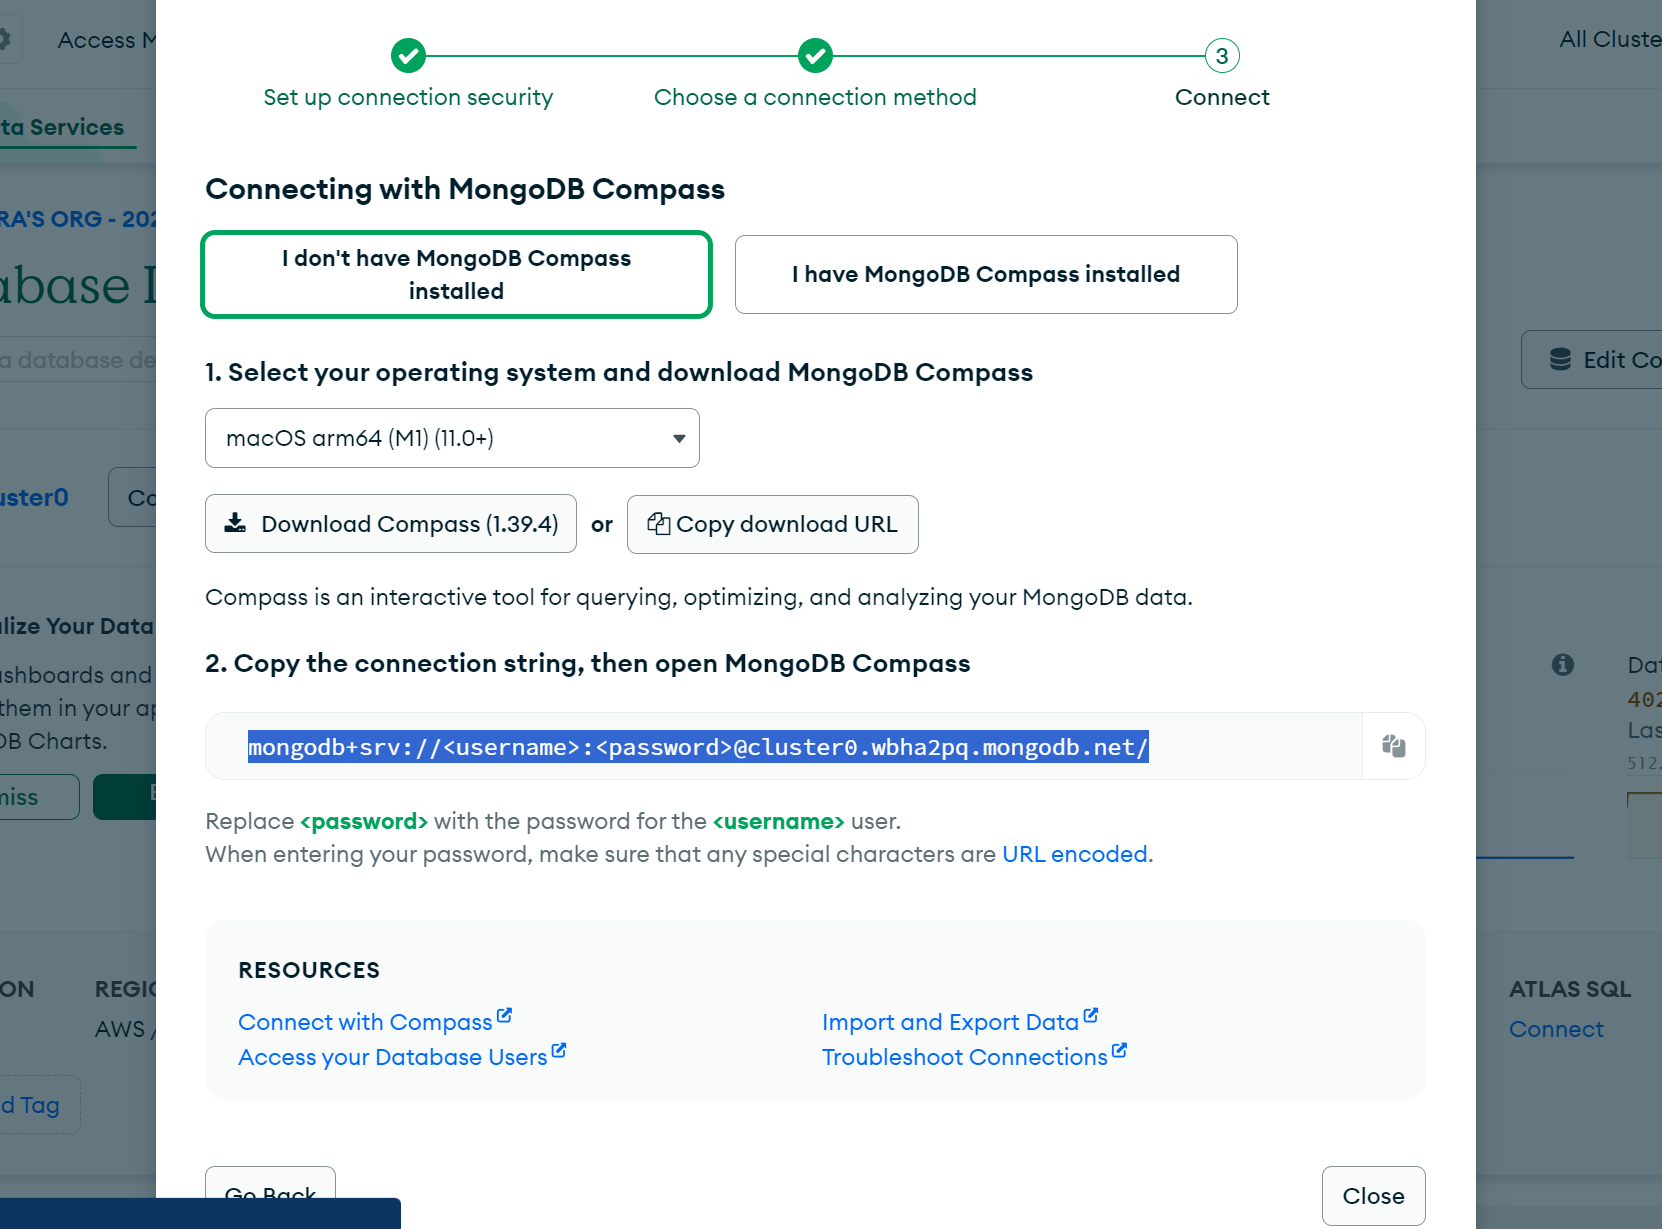 Access M
All Cluste
3
Set up connection security
Choose a connection method
Connect
ta Services
Connecting with MongoDB Compass
RA'S ORG - 202
I don't have MongoDB Compass
installed
I have MongoDB Compass installed
abase
a database de
Edit Co
1. Select your operating system and download MongoDB Compass
macOS arm64 (M1) (11.0+)
uster0
Co
Download Compass (1.39.4)
or
Copy download URL
Compass is an interactive tool for querying, optimizing, and analyzing your MongoDB data.
lize Your Data
2. Copy the connection string, then open MongoDB Compass
shboards and
them in your ap
DB Charts.
Dat
402
Las
512.
mongodb+srv://<username>:<password>@cluster0.wbha2pq.mongodb.net/
miss
Replace <password> with the password for the <username> user.
When entering your password, make sure that any special characters are URL encoded.
RESOURCES
Connect with Compass
Import and Export Data
Access your Database Users
Troubleshoot Connections
ON
REGIO
AWS /
ATLAS SQL
Connect
d Tag
Go Back
Close